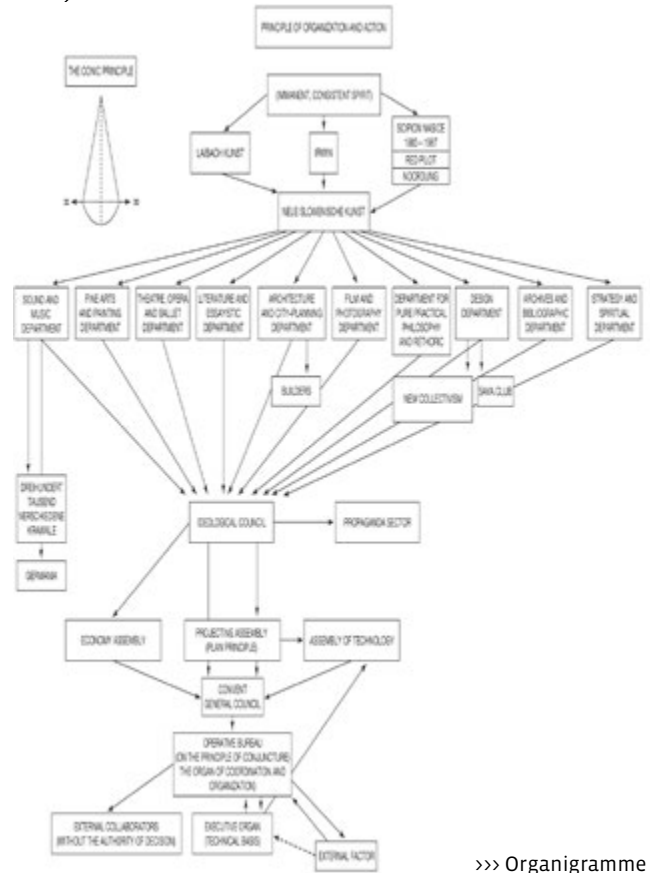 PRINCIPLE OF ORGANIZATION AND ACTION
THE CONIC PRINCIPLE
(IMMANENT, CONSISTENT SPIRIT)
LAIBACH KUNST
IRWIN
SCIPION NASICE
1983 – 1987
RED PILOT
NOORDUNG
NEUE SLOWENISCHE KUNST
SOUND AND
MUSIC
DEPARTMENT
FINE ARTS
AND PAINTING
DEPARTMENT
THEATRE, OPERA
AND BALLET
DEPARTMENT
LITERATURE AND
ESSAYISTIC
DEPARTMENT
ARCHITECTURE
AND CITY-PLANNING
DEPARTMENT
FILM AND
PHOTOGRAPHY
DEPARTMENT
DEPARTMENT FOR
PURE PRACTICAL
PHILOSOPHY
AND RETHORIC
DESIGN
DEPARTMENT
ARCHIVES AND
BIBLIOGRAPHIC
DEPARTMENT
STRATEGY AND
SPIRITUAL
DEPARTMENT
BUILDERS
NEW COLLECTIVISM
SAVA CLUB
DREIHUNDERT
TAUSEND
VERSCHIEDENE
KRAWALE
GERMANIA
IDEOLOGICAL COUNCIL
PROPAGANDA SECTOR
ECONOMY ASSEMBLY
PROJECTING ASSEMBLY
(PLAN PRINCIPLE)
ASSEMBLY OF TECHNOLOGY
CONVENT
GENERAL COUNCIL
OPERATIVE BUREAU
(ON THE PRINCIPLE OF CONJUNCTURE)
THE ORGAN OF COORDINATION AND
ORGANIZATION)
EXTERNAL COLLABORATORS
(WITHOUT THE AUTHORITY OF DECISION)
EXECUTIVE ORGAN
(TECHNICAL BASIS)
EXTERNAL FACTOR
>>> Organigramme